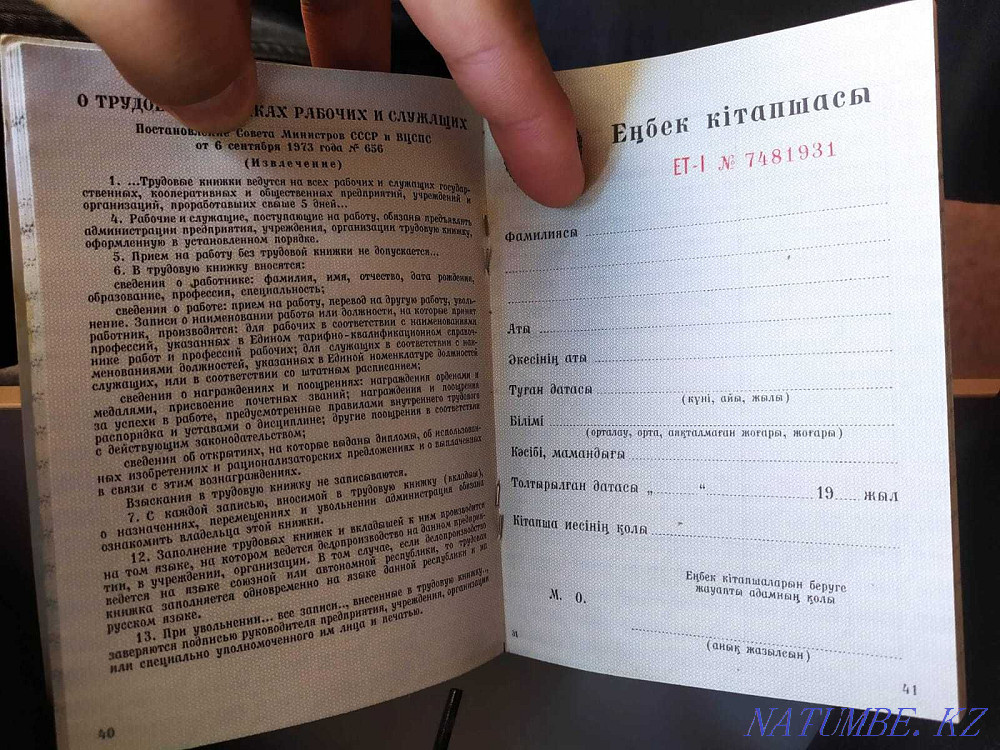 О ТРУДО КАХ РАБОЧИХ И СЛУЖАЩИХ
Постановление Совета Министров СССР и ВЦСПС
от 6 сентября 1973 года № 656
(Извлечение)
1. ...Трудовые книжки ведутся на всех рабочих и служащих государ-
ственных, кооперативных и общественных предприятий, учреждений и
организаций, проработавших свыше 5 дней...
4. Рабочие и служащие, поступающие на работу, обязаны предъявлять
администрации предприятия, учреждения, организации трудовую книжку,
оформленную в установленном порядке.
5. Прием на работу без трудовой книжки не допускается...
6. В трудовую книжку вносятся:
сведения о работнике: фамилия, имя, отчество, дата рождения,
образование, профессия, специальность;
сведения о работе: прием на работу, перевод на другую работу, уволь-
нение. Записи о наименовании работы или должности, на которые принят
работник, производятся: для рабочих в соответствии с наименованиями
профессий, указанных в Едином тарифно-квалификационном справоч-
нике работ и профессий рабочих; для служащих в соответствии с наи-
менованиями должностей, указанных в Единой номенклатуре должностей
служащих, или в соответствии со штатным расписанием;
сведения о награждениях и поощрениях: награждения орденами и
медалями, присвоение почетных званий; награждения и поощрения
за успехи в работе, предусмотренные правилами внутреннего трудового
распорядка и уставами о дисциплине; другие поощрения в соответствии
с действующим законодательством;
сведения об открытиях, на которые выданы дипломы, об использован-
ных изобретениях и рационализаторских предложениях и о выплаченных
в связи с этим вознаграждениях.
Взыскания в трудовую книжку не записываются.
7. С каждой записью, вносимой в трудовую книжку (вкладыш),
о назначениях, перемещениях и увольнении администрация обязана
ознакомить владельца этой книжки.
12. Заполнение трудовых книжек и вкладышей к ним производится
на том языке, на котором ведется делопроизводство на данном предприя-
тии, в учреждении, организации. В том случае, если делопроизводство
ведется на языке союзной или автономной республики, то трудовая
книжка заполняется одновременно на языке данной республики и на
русском языке.
13. При увольнении... все записи.., внесенные в трудовую книжку..,
заверяются подписью руководителя предприятия, учреждения, организации
или специально уполномоченного им лица и печатью.
40
Еңбек кітапшасы
ЕТ-I № 7481931
Фамилиясы
Аты
Әкесінің аты
Туған датасы
(күні, айы, жылы)
Білімі
(орталау, орта, аяқталмаған жоғары, жоғары)
Кәсібі, мамандығы
Толтырылған датасы „ “ 19 жыл
Кітапша иесінің қолы
Еңбек кітапшаларын беруге
жауапты адамның қолы
М. О.
(анық жазылсын)
41
NATUMBE.KZ